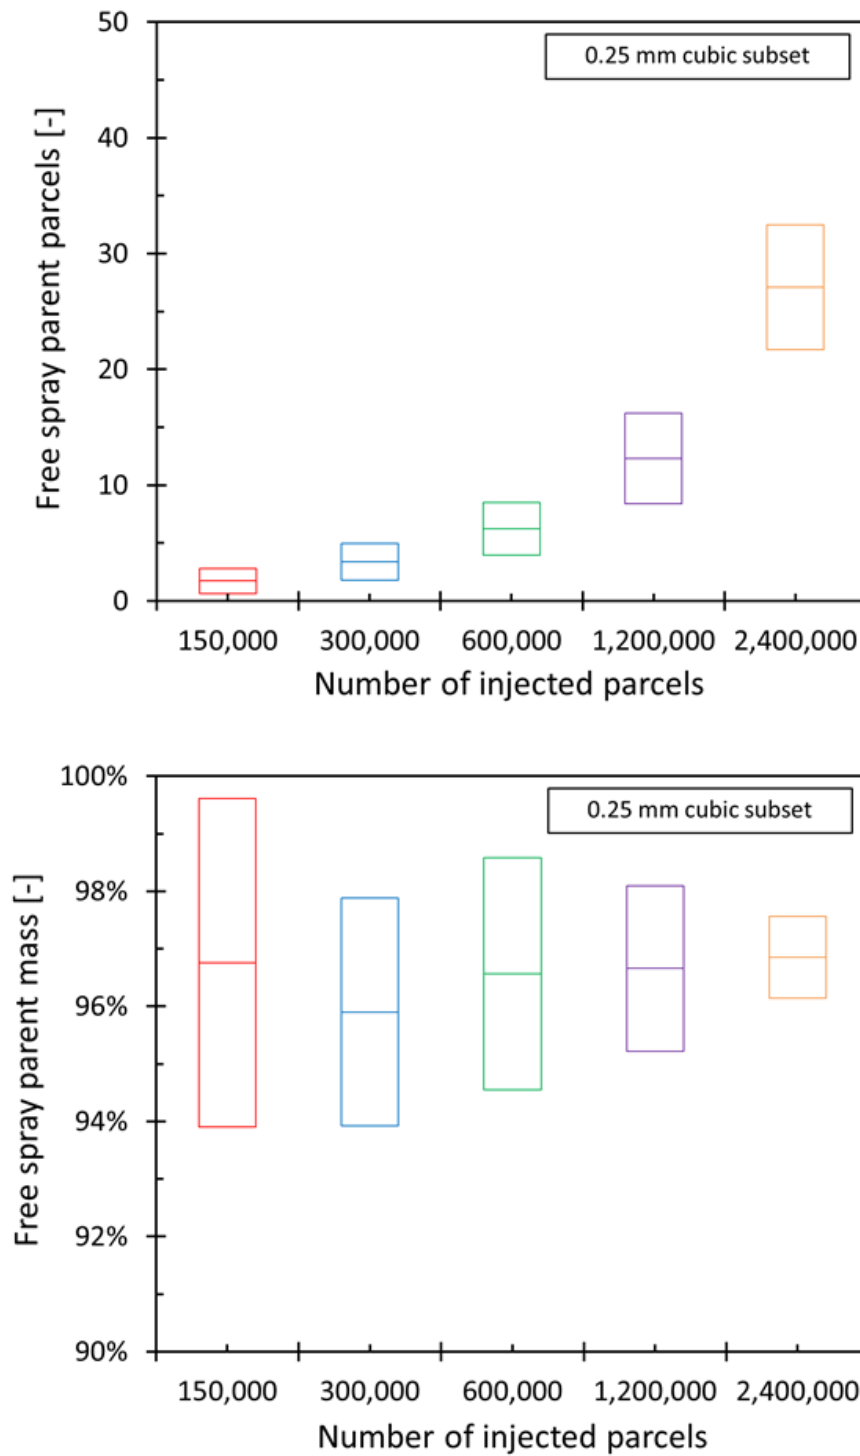 50
0.25 mm cubic subset
40
30
20
10
0
Free spray parent parcels [-]
150,000 300,000 600,000 1,200,000 2,400,000
Number of injected parcels
100%
0.25 mm cubic subset
98%
96%
94%
92%
90%
Free spray parent mass [-]
150,000 300,000 600,000 1,200,000 2,400,000
Number of injected parcels